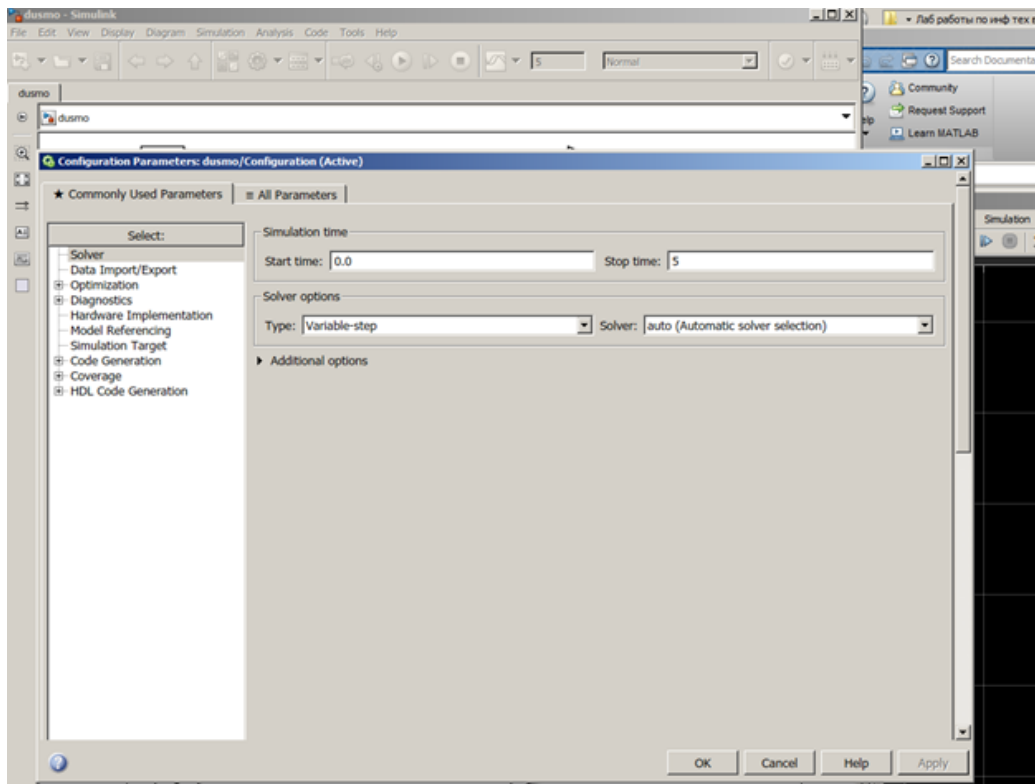 dusmo - Simulink
File Edit View Display Diagram Simulation Analysis Code Tools Help
5 Normal
dusmo
dusmo
Лаб работы по инф тех в
Search Documenta
elp
Community
Request Support
Learn MATLAB
Simulation
Configuration Parameters: dusmo/Configuration (Active)
★ Commonly Used Parameters
≡ All Parameters
Select:
Solver
Data Import/Export
Optimization
Diagnostics
Hardware Implementation
Model Referencing
Simulation Target
Code Generation
Coverage
HDL Code Generation
Simulation time
Start time: 0.0 Stop time: 5
Solver options
Type: Variable-step Solver: auto (Automatic solver selection)
Additional options
OK Cancel Help Apply